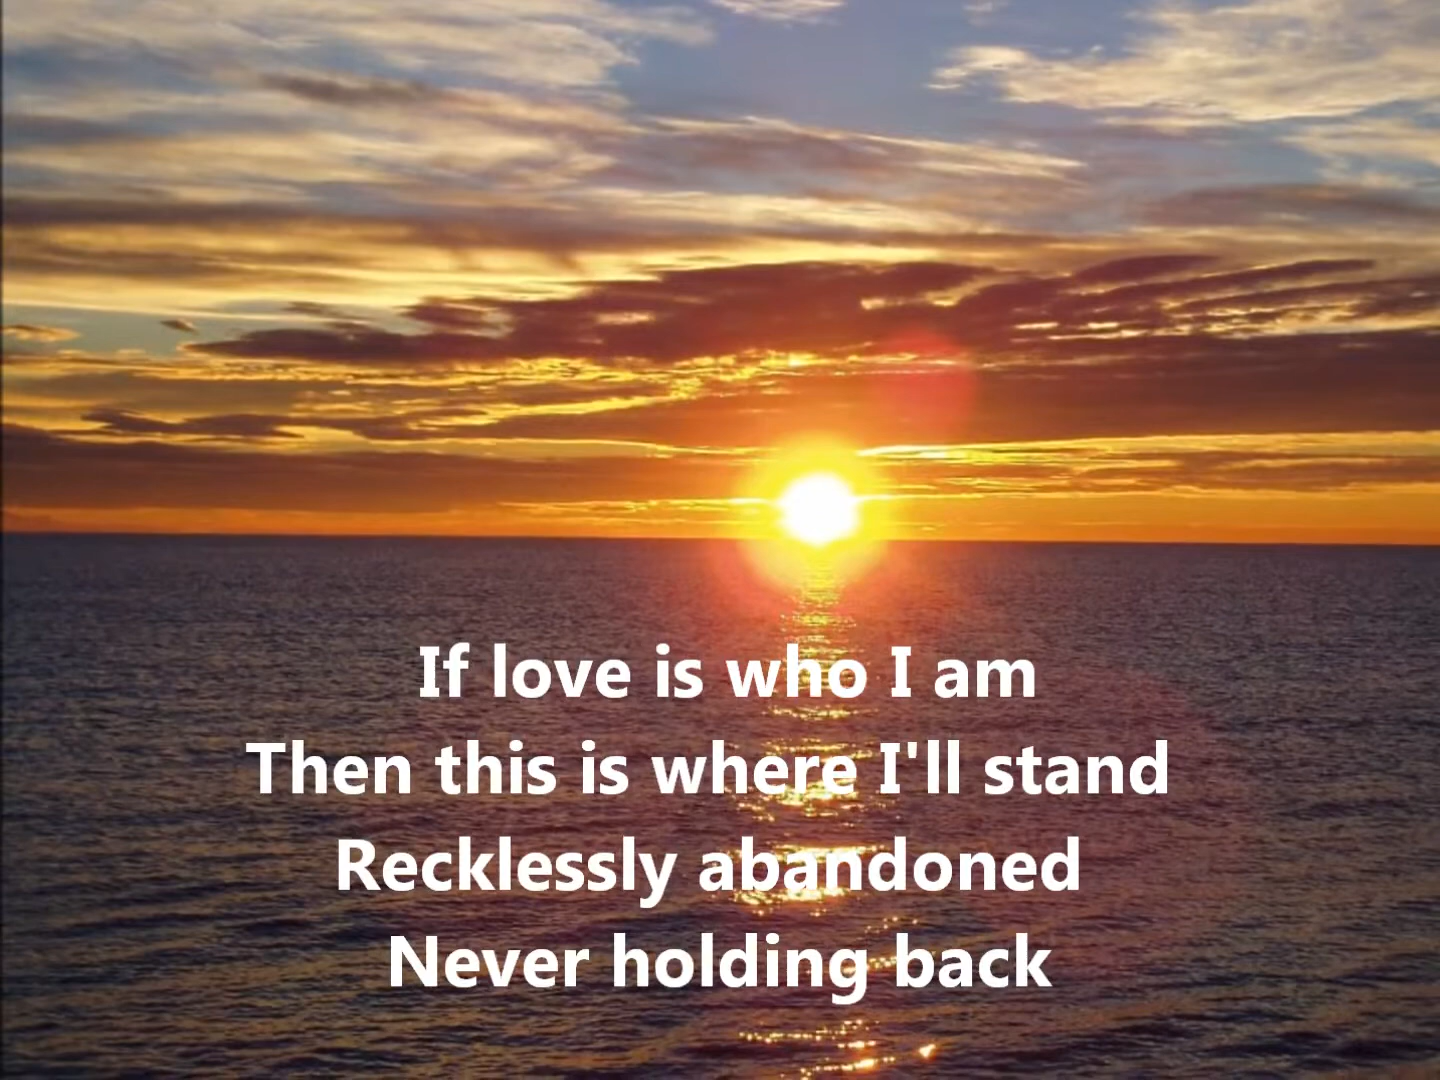 If love is who I am
Then this is where I'll stand
Recklessly abandoned
Never holding back